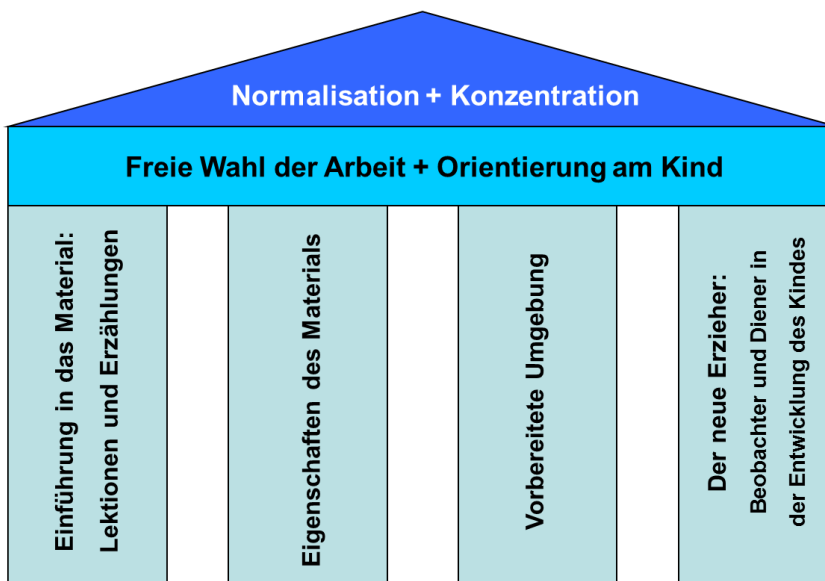 Normalisation + Konzentration
Freie Wahl der Arbeit + Orientierung am Kind
Einführung in das Material:
Lektionen und Erzählungen
Eigenschaften des Materials
Vorbereitete Umgebung
Der neue Erzieher:
Beobachter und Diener in
der Entwicklung des Kindes